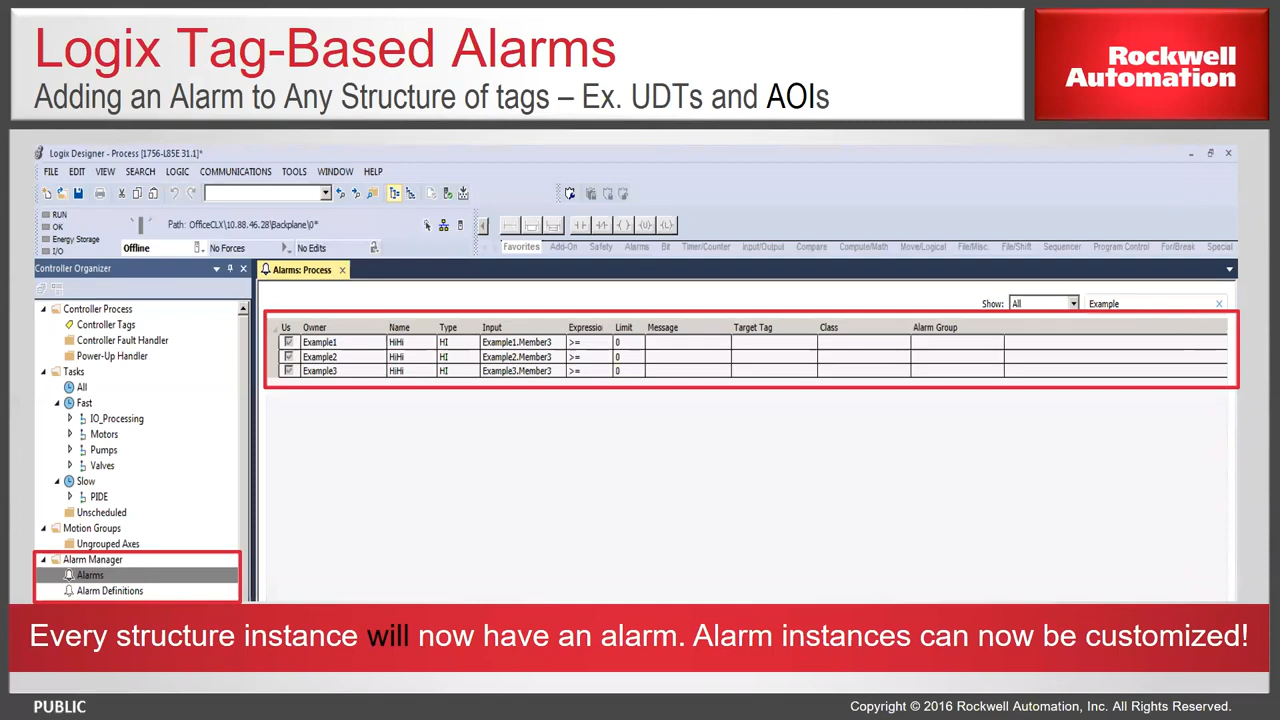 Logix Tag-Based Alarms
Adding an Alarm to Any Structure of tags – Ex. UDTs and AOIs
Rockwell
Automation
Logix Designer - Process [1756-L85E 31.1]*
FILE EDIT VIEW SEARCH LOGIC COMMUNICATIONS TOOLS WINDOW HELP
RUN
OK
Energy Storage
I/O
Path: OfficeCLX\10.88.46.28\Backplane\0*
Offline No Forces No Edits
Favorites Add-On Safety Alarms Bit Timer/Counter Input/Output Compare Compute/Math Move/Logical File/Misc. File/Shift Sequencer Program Control For/Break Special
Controller Organizer
Controller Process
Controller Tags
Controller Fault Handler
Power-Up Handler
Tasks
All
Fast
IO_Processing
Motors
Pumps
Valves
Slow
PIDE
Unscheduled
Motion Groups
Ungrouped Axes
Alarm Manager
Alarms
Alarm Definitions
Alarms: Process
Show: All Example
Us Owner Name Type Input Expressio Limit Message Target Tag Class Alarm Group
Example1 HiHi HI Example1.Member3 >= 0
Example2 HiHi HI Example2.Member3 >= 0
Example3 HiHi HI Example3.Member3 >= 0
Every structure instance will now have an alarm. Alarm instances can now be customized!
PUBLIC
Copyright © 2016 Rockwell Automation, Inc. All Rights Reserved.